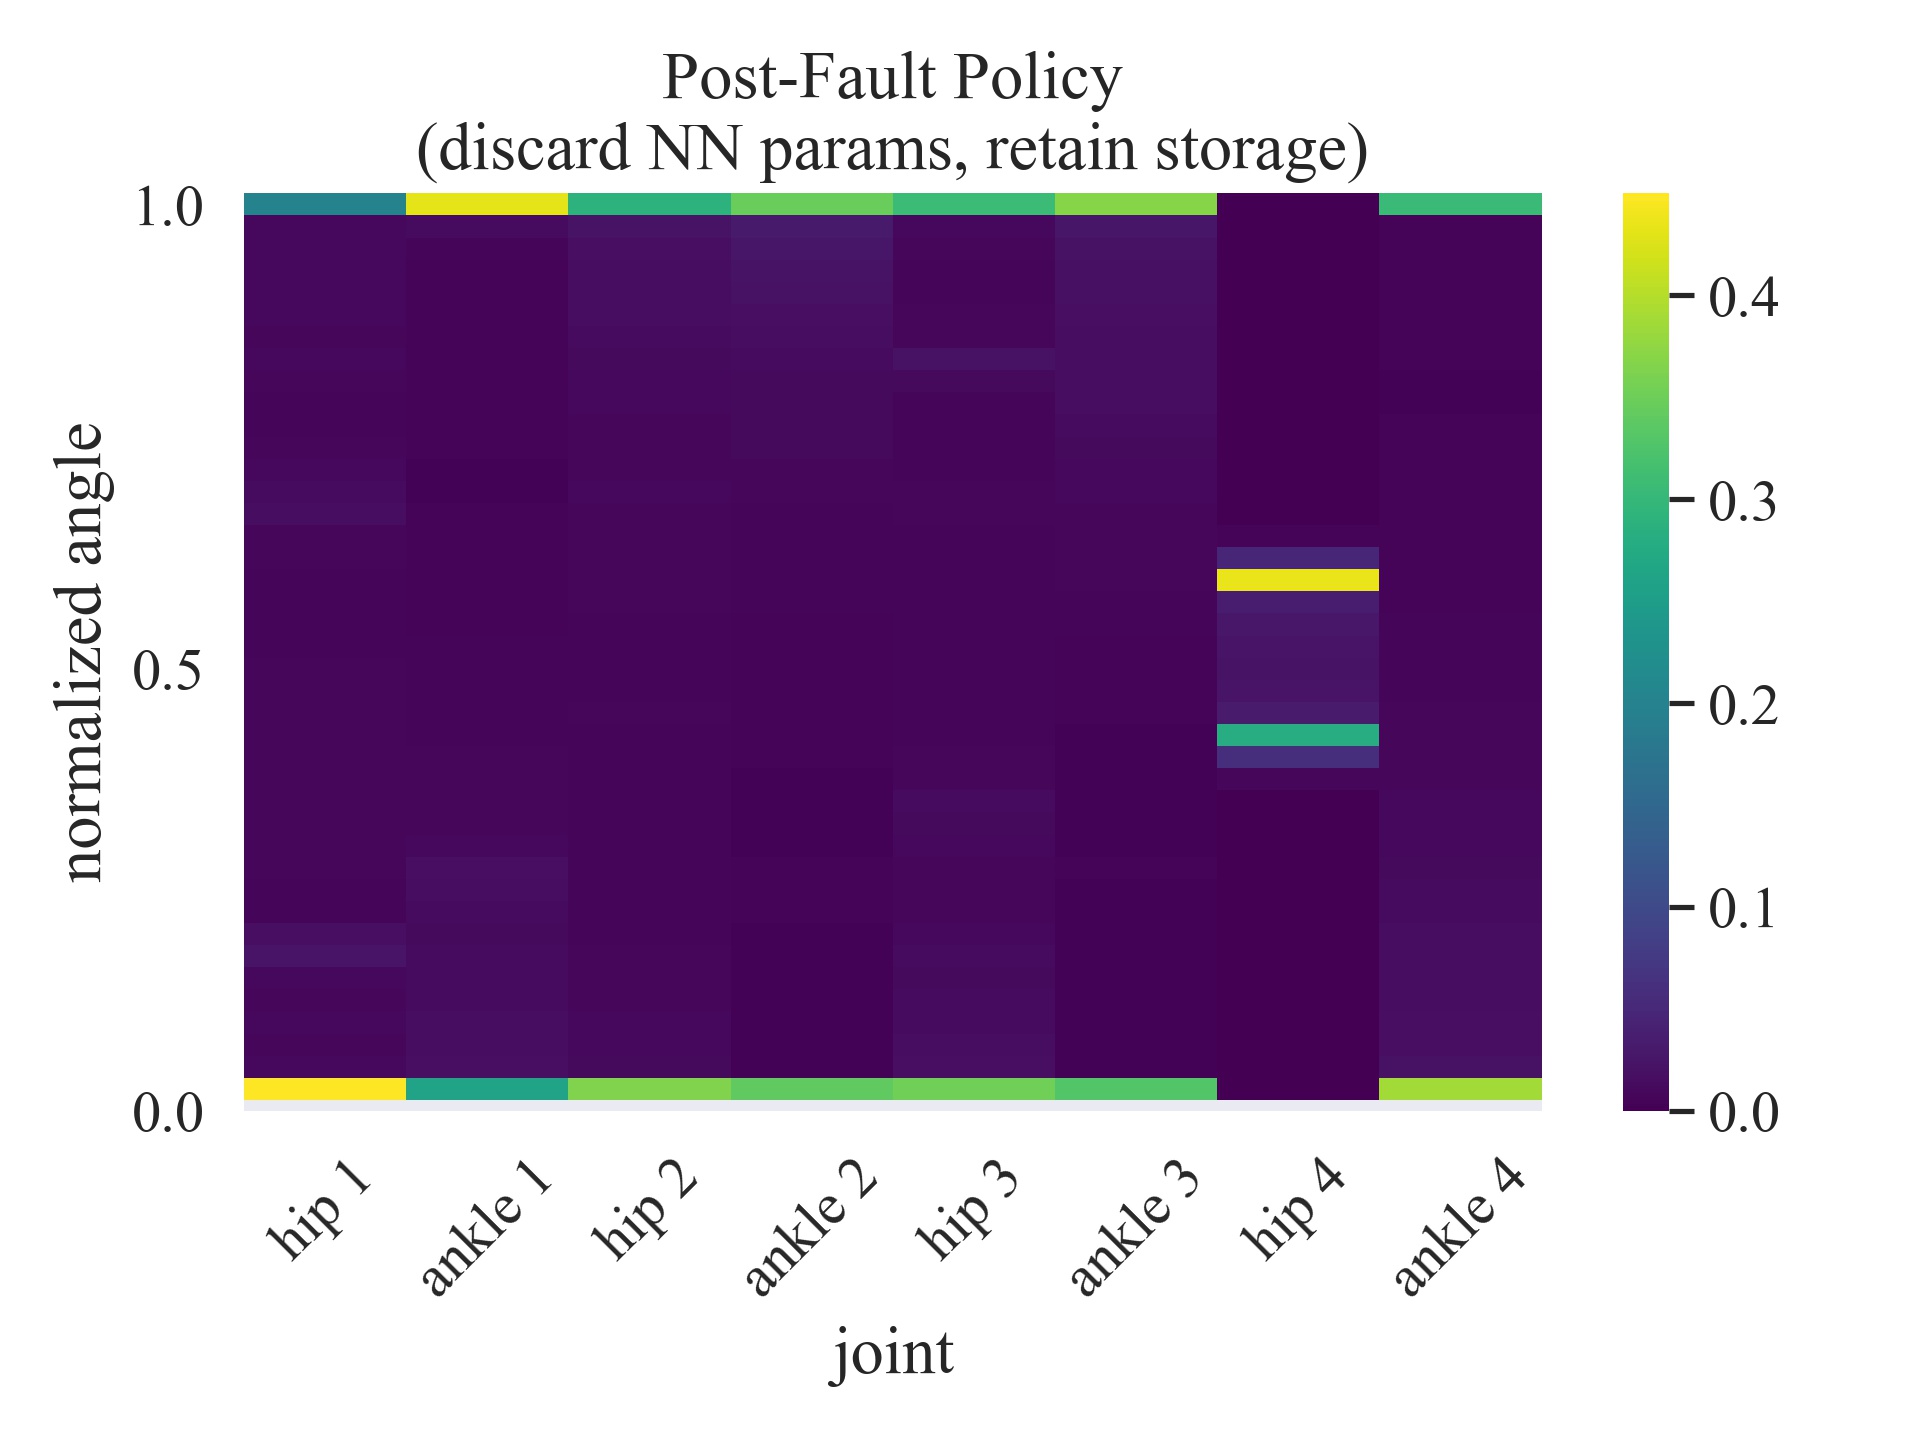 Post-Fault Policy
(discard NN params, retain storage)
1.0
0.5
0.0
normalized angle
hip 1
ankle 1
hip 2
ankle 2
hip 3
ankle 3
hip 4
ankle 4
joint
0.4
0.3
0.2
0.1
0.0